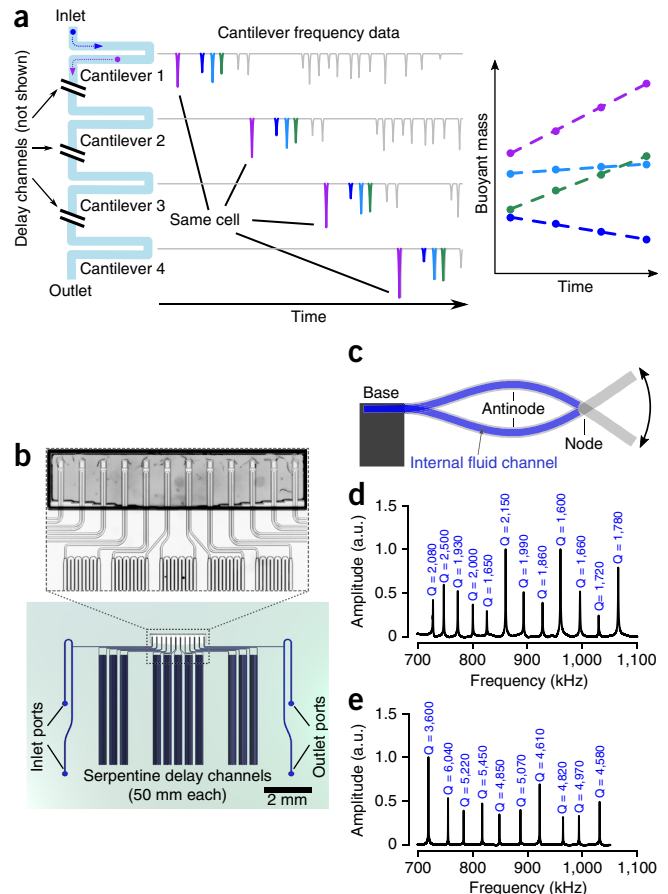 a
Inlet
Cantilever frequency data
Cantilever 1
Cantilever 2
Cantilever 3
Cantilever 4
Delay channels (not shown)
Same cell
Outlet
Time
Buoyant mass
Time
b
Inlet ports
Outlet ports
Serpentine delay channels
(50 mm each)
2 mm
c
Base
Antinode
Node
Internal fluid channel
d
Amplitude (a.u.)
1.5
1.0
0.5
0
Q = 2,080
Q = 2,500
Q = 1,930
Q = 2,000
Q = 1,650
Q = 2,150
Q = 1,990
Q = 1,860
Q = 1,600
Q = 1,660
Q = 1,720
Q = 1,780
700 800 900 1,000 1,100
Frequency (kHz)
e
Amplitude (a.u.)
1.5
1.0
0.5
0
Q = 3,600
Q = 6,040
Q = 5,220
Q = 5,450
Q = 4,850
Q = 5,070
Q = 4,610
Q = 4,820
Q = 4,970
Q = 4,580
700 800 900 1,000 1,100
Frequency (kHz)